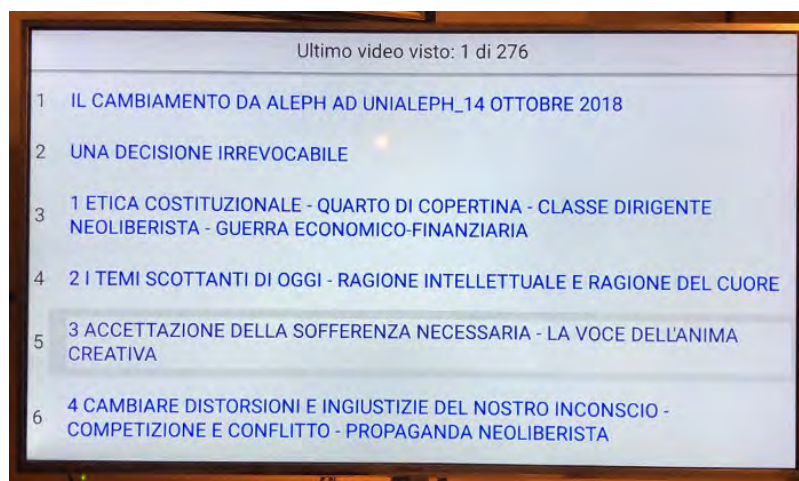 Ultimo video visto: 1 di 276
1 IL CAMBIAMENTO DA ALEPH AD UNIALEPH_14 OTTOBRE 2018
2 UNA DECISIONE IRREVOCABILE
3 1 ETICA COSTITUZIONALE - QUARTO DI COPERTINA - CLASSE DIRIGENTE
NEOLIBERISTA - GUERRA ECONOMICO-FINANZIARIA
4 2 I TEMI SCOTTANTI DI OGGI - RAGIONE INTELLETTUALE E RAGIONE DEL CUORE
5 3 ACCETTAZIONE DELLA SOFFERENZA NECESSARIA - LA VOCE DELL'ANIMA
CREATIVA
6 4 CAMBIARE DISTORSIONI E INGIUSTIZIE DEL NOSTRO INCONSCIO -
COMPETIZIONE E CONFLITTO - PROPAGANDA NEOLIBERISTA